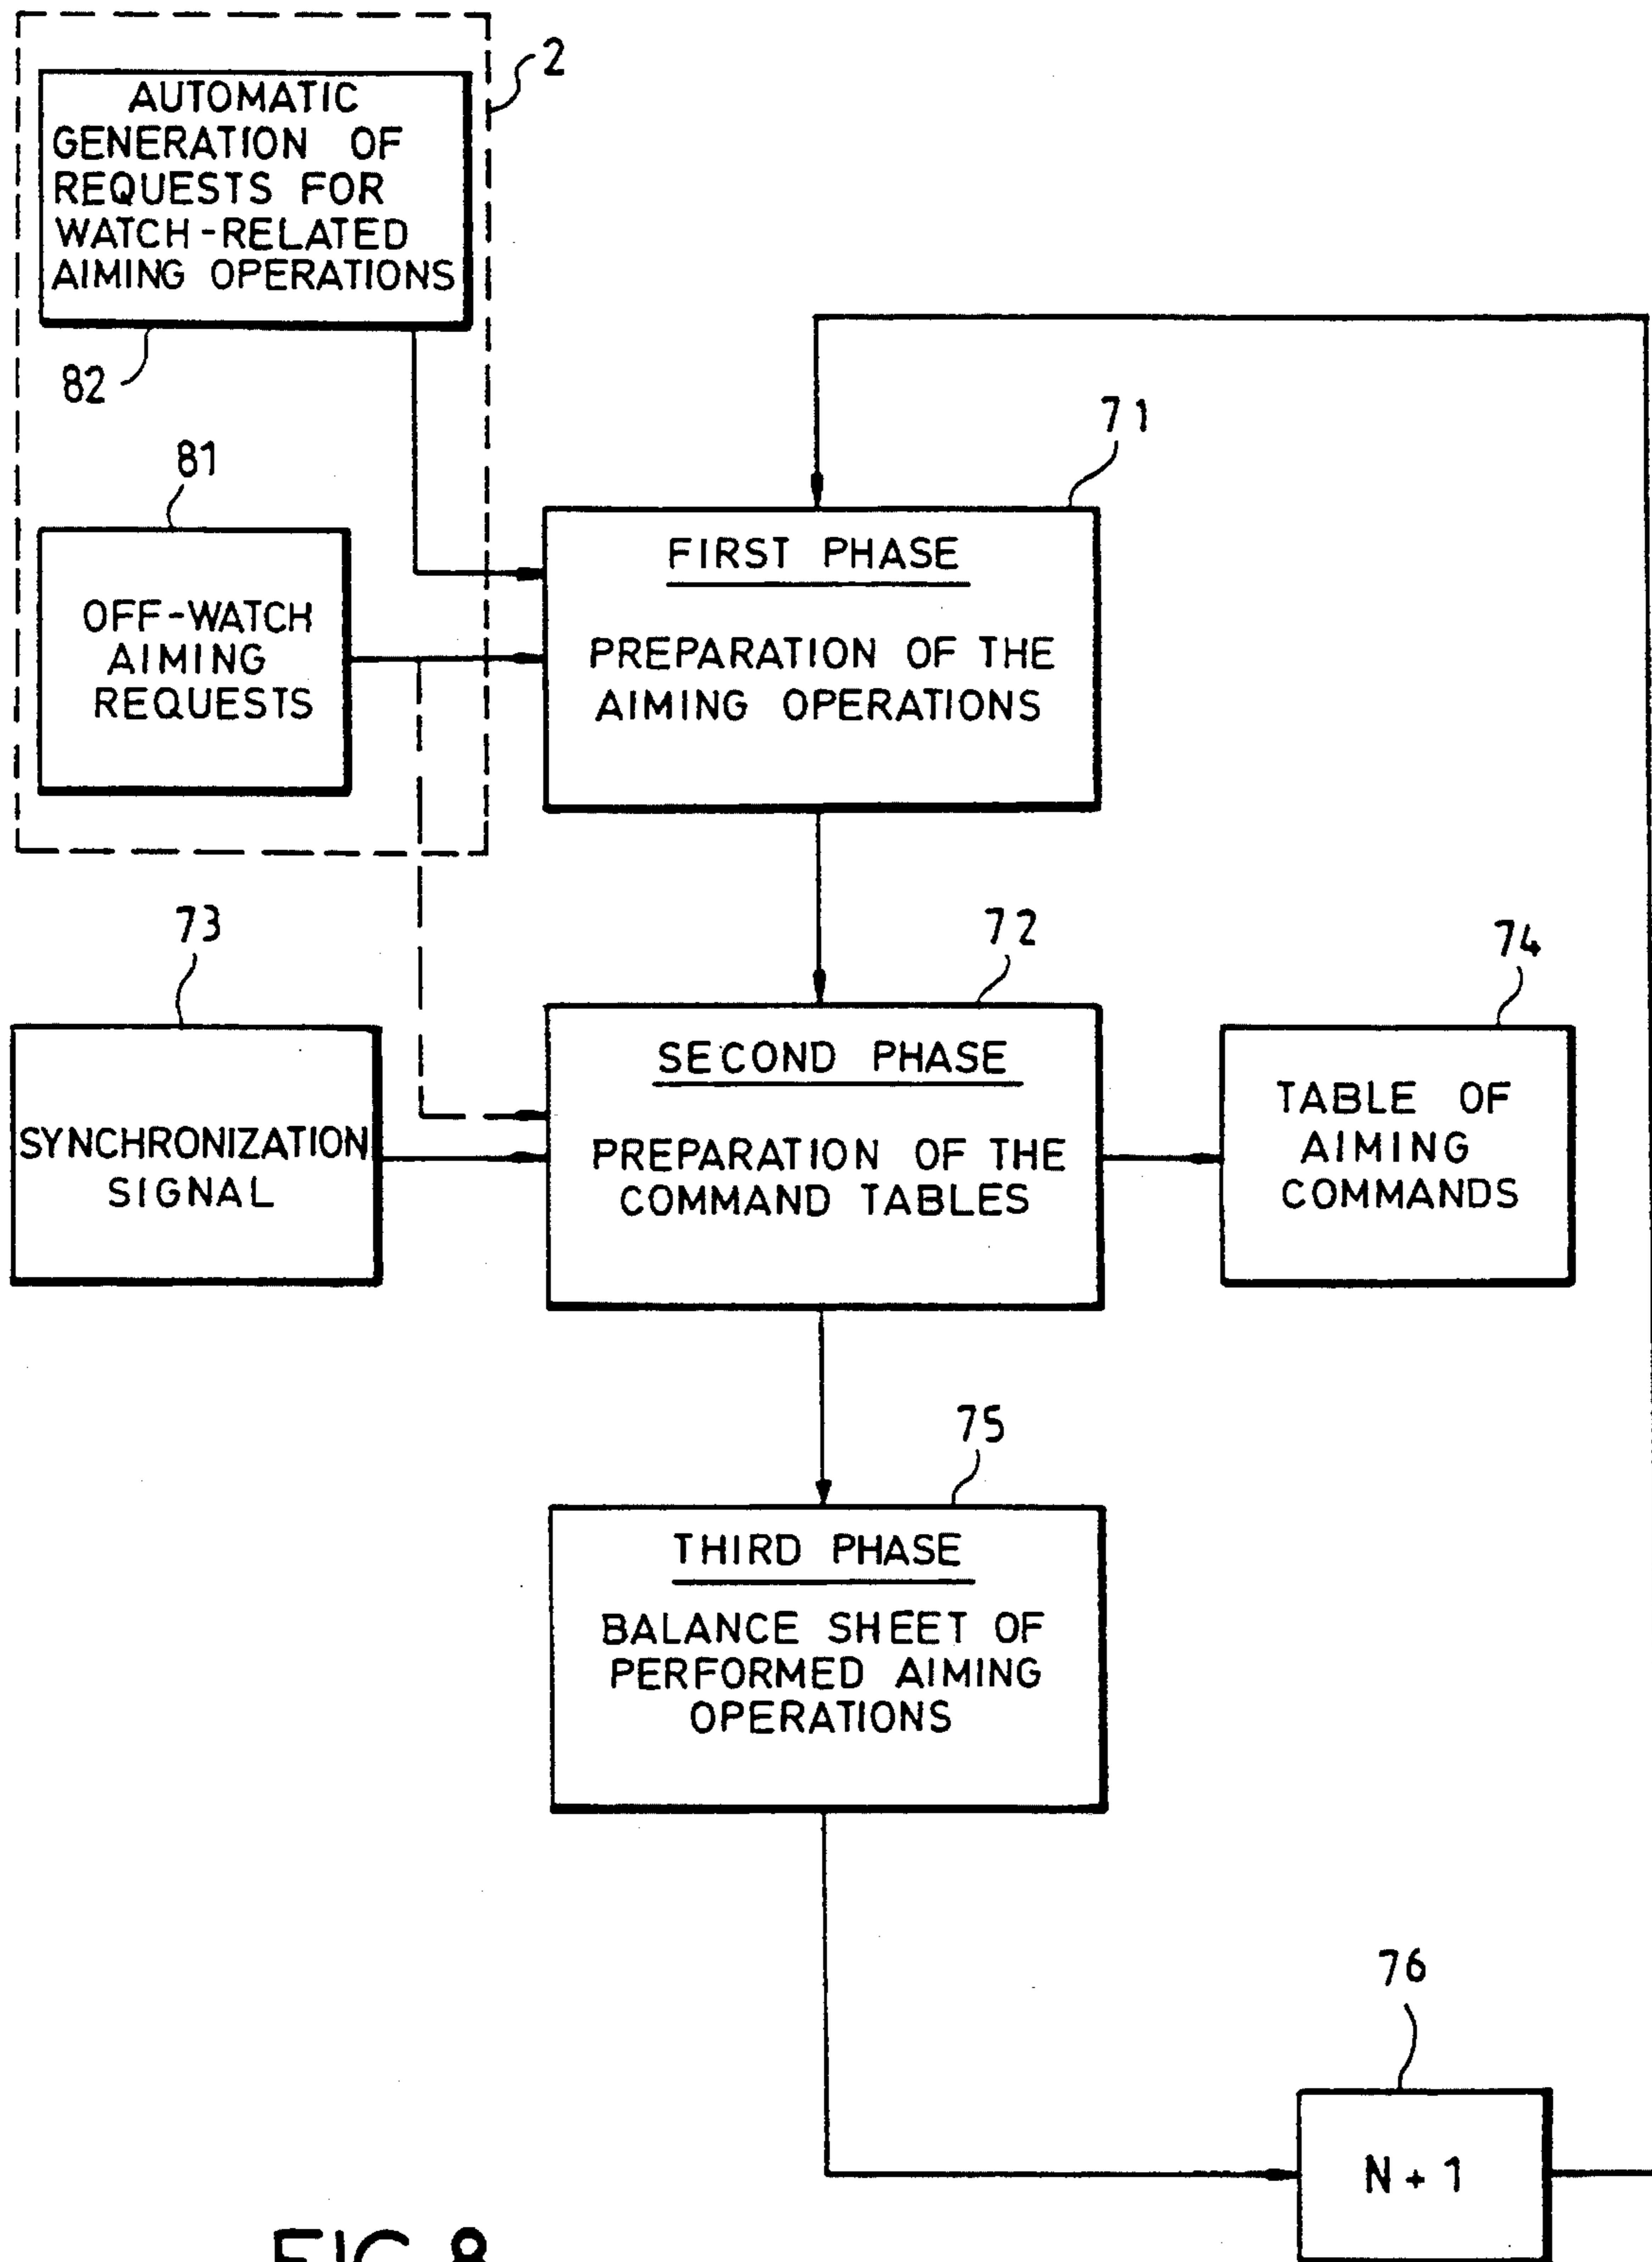 2
AUTOMATIC
GENERATION OF
REQUESTS FOR
WATCH-RELATED
AIMING OPERATIONS
82
81
OFF-WATCH
AIMING
REQUESTS
71
FIRST PHASE
PREPARATION OF THE
AIMING OPERATIONS
73
SYNCHRONIZATION
SIGNAL
72
SECOND PHASE
PREPARATION OF THE
COMMAND TABLES
74
TABLE OF
AIMING
COMMANDS
75
THIRD PHASE
BALANCE SHEET OF
PERFORMED AIMING
OPERATIONS
76
N + 1
FIG. 8